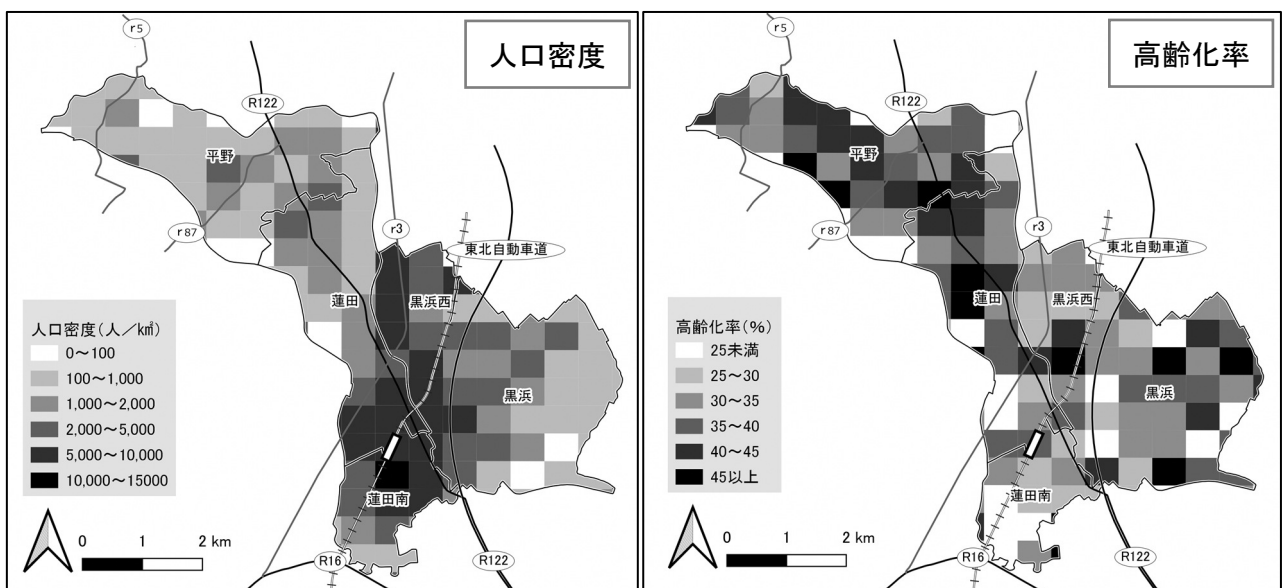 人口密度
r5
R122
平野
r87
r3
東北自動車道
蓮田
黒浜西
黒浜
蓮田南
人口密度(人/k㎡)
0~100
100~1,000
1,000~2,000
2,000~5,000
5,000~10,000
10,000~15000
0 1 2 km
R16
R122
高齢化率
r5
R122
平野
r87
r3
東北自動車道
蓮田
黒浜西
黒浜
蓮田南
高齢化率(%)
25未満
25~30
30~35
35~40
40~45
45以上
0 1 2 km
R16
R122